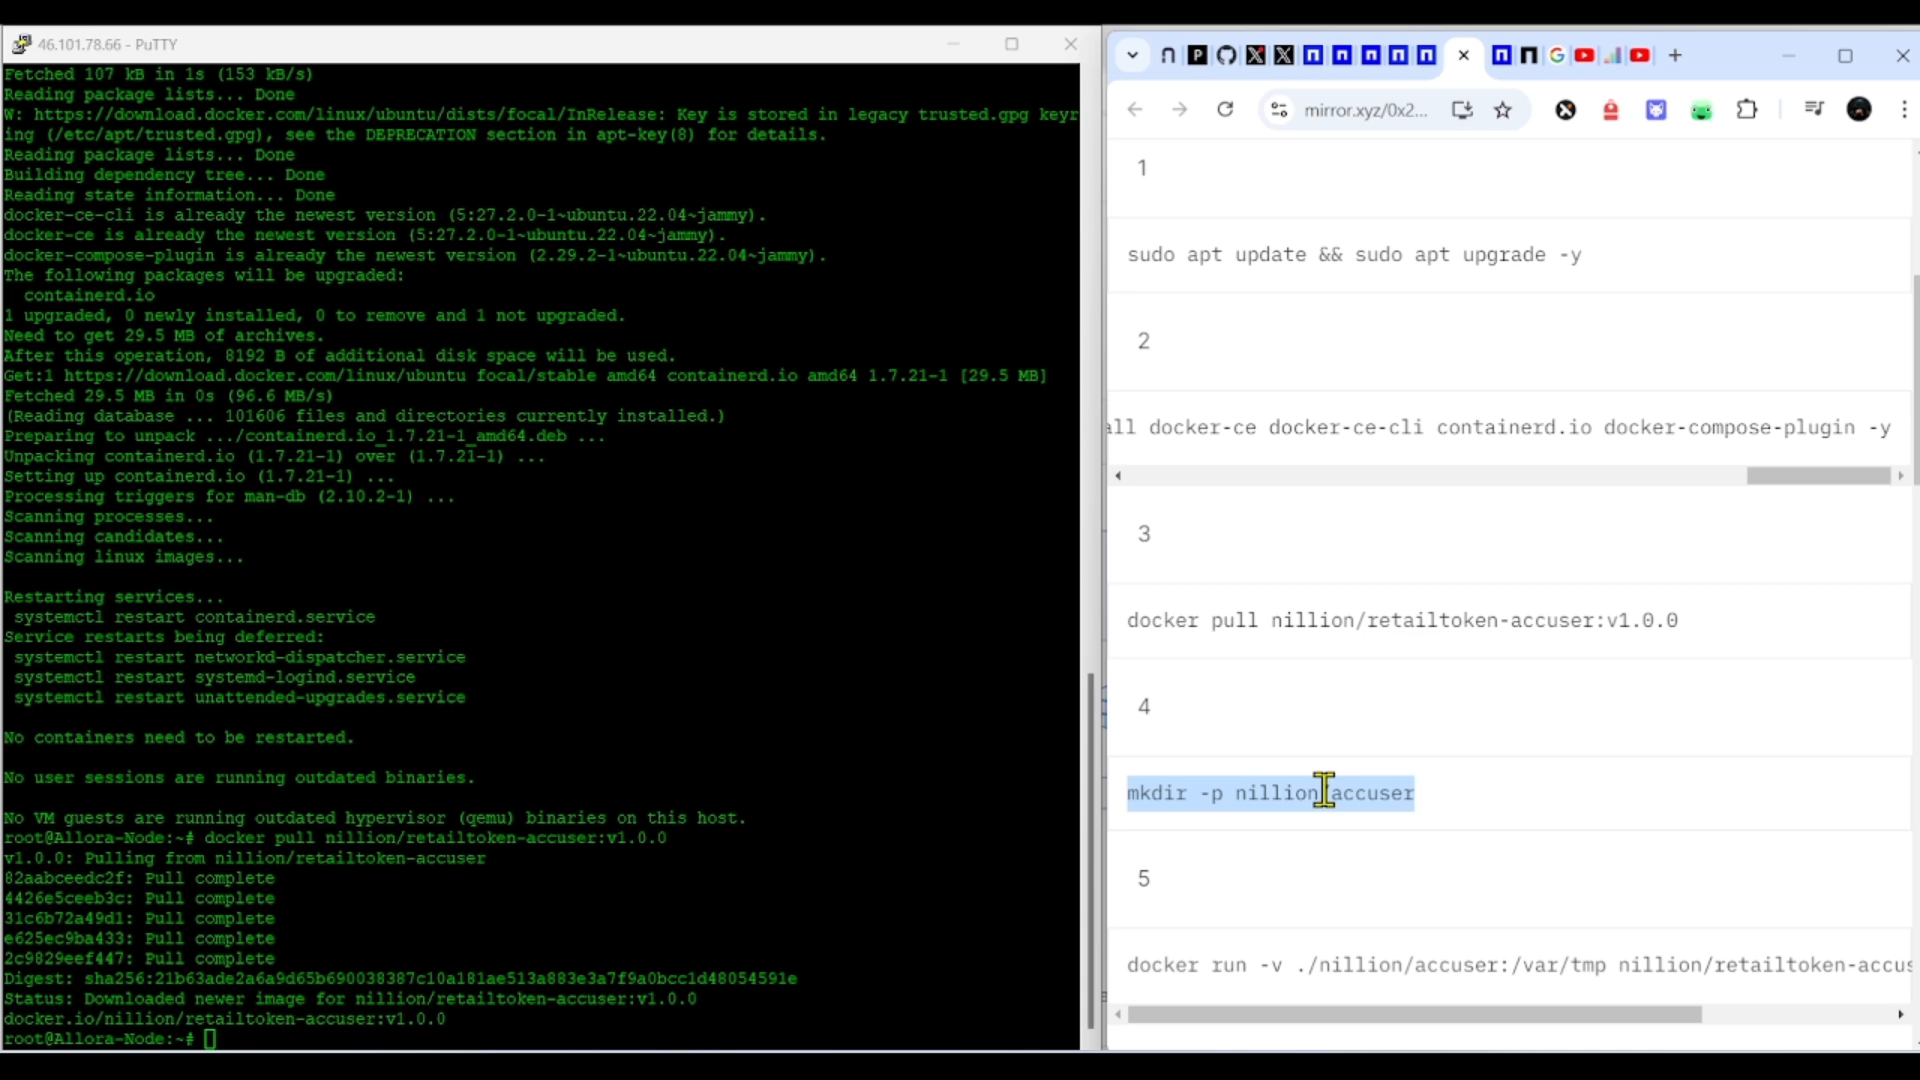 46.101.78.66 - PuTTY
Fetched 107 kB in 1s (153 kB/s)
Reading package lists... Done
W: https://download.docker.com/linux/ubuntu/dists/focal/InRelease: Key is stored in legacy trusted.gpg keyr
ing (/etc/apt/trusted.gpg), see the DEPRECATION section in apt-key(8) for details.
Reading package lists... Done
Building dependency tree... Done
Reading state information... Done
docker-ce-cli is already the newest version (5:27.2.0-1~ubuntu.22.04~jammy).
docker-ce is already the newest version (5:27.2.0-1~ubuntu.22.04~jammy).
docker-compose-plugin is already the newest version (2.29.2-1~ubuntu.22.04~jammy).
The following packages will be upgraded:
containerd.io
1 upgraded, 0 newly installed, 0 to remove and 1 not upgraded.
Need to get 29.5 MB of archives.
After this operation, 8192 B of additional disk space will be used.
Get:1 https://download.docker.com/linux/ubuntu focal/stable amd64 containerd.io amd64 1.7.21-1 [29.5 MB]
Fetched 29.5 MB in 0s (96.6 MB/s)
(Reading database ... 101606 files and directories currently installed.)
Preparing to unpack .../containerd.io_1.7.21-1_amd64.deb ...
Unpacking containerd.io (1.7.21-1) over (1.7.21-1) ...
Setting up containerd.io (1.7.21-1) ...
Processing triggers for man-db (2.10.2-1) ...
Scanning processes...
Scanning candidates...
Scanning linux images...
Restarting services...
systemctl restart containerd.service
Service restarts being deferred:
systemctl restart networkd-dispatcher.service
systemctl restart systemd-logind.service
systemctl restart unattended-upgrades.service
No containers need to be restarted.
No user sessions are running outdated binaries.
No VM guests are running outdated hypervisor (qemu) binaries on this host.
root@Allora-Node:~# docker pull nillion/retailtoken-accuser:v1.0.0
v1.0.0: Pulling from nillion/retailtoken-accuser
82aabceedc2f: Pull complete
4426e5ceeb3c: Pull complete
31c6b72a49d1: Pull complete
e625ec9ba433: Pull complete
2c9829eef447: Pull complete
Digest: sha256:21b63ade2a6a9d65b690038387c10a181ae513a883e3a7f9a0bcc1d48054591e
Status: Downloaded newer image for nillion/retailtoken-accuser:v1.0.0
docker.io/nillion/retailtoken-accuser:v1.0.0
root@Allora-Node:~#
mirror.xyz/0x2...
1
sudo apt update && sudo apt upgrade -y
2
all docker-ce docker-ce-cli containerd.io docker-compose-plugin -y
3
docker pull nillion/retailtoken-accuser:v1.0.0
4
mkdir -p nillion/accuser
5
docker run -v ./nillion/accuser:/var/tmp nillion/retailtoken-accus